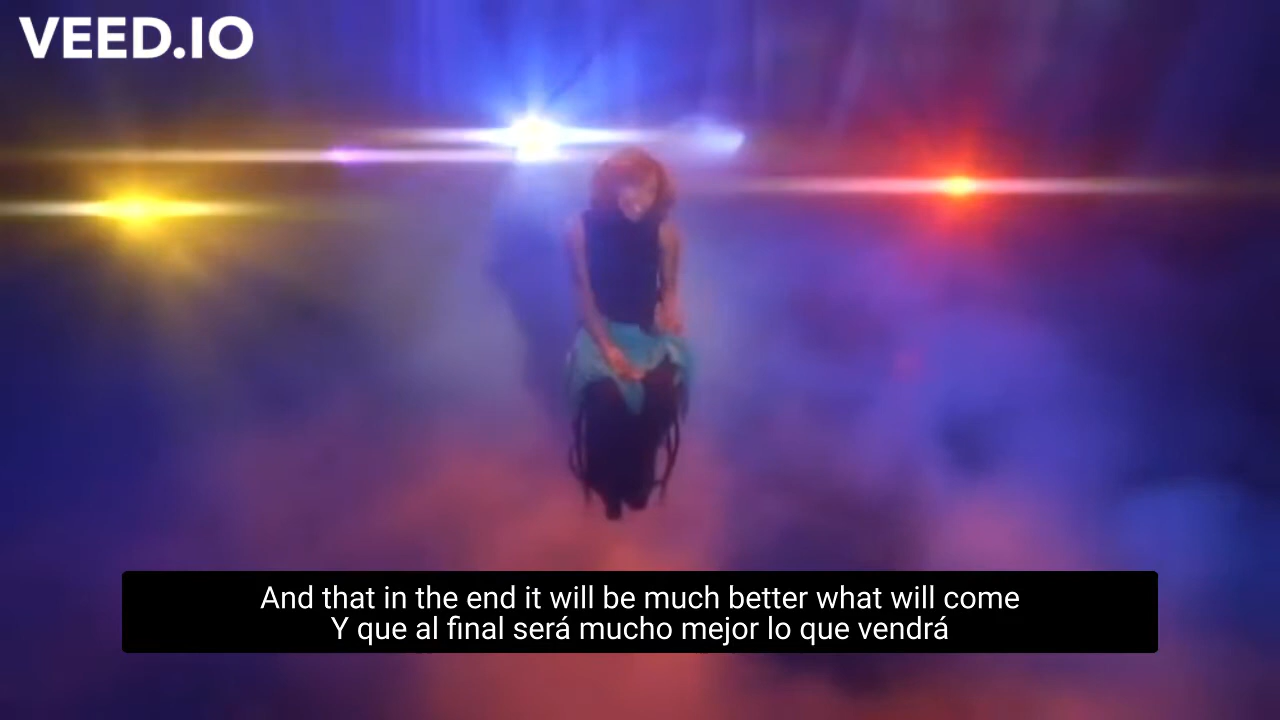 VEED.IO
And that in the end it will be much better what will come
Y que al final será mucho mejor lo que vendrá